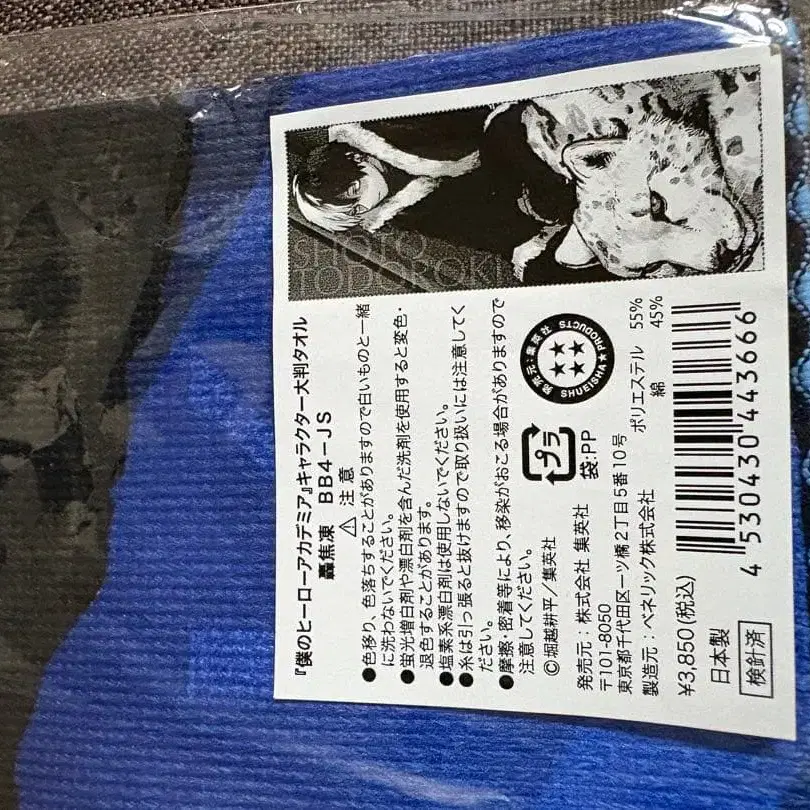 SHOTO
TODOROKI
『僕のヒーローアカデミア』キャラクター大判タオル
轟焦凍 BB4-JS
⚠ 注意
●色移り、色落ちすることがありますので白いものと一緒
に洗わないでください。
●蛍光増白剤や漂白剤を含んだ洗剤を使用すると変色・
退色することがあります。
●塩素系漂白剤は使用しないでください。
●糸は引っ張ると抜けますので取り扱いには注意してく
ださい。
●摩擦・密着等により、移染がおこる場合がありますので
注意してください。
©堀越耕平/集英社
発売元:株式会社 集英社
〒101-8050
東京都千代田区一ツ橋2丁目5番10号
製造元:ベネリック株式会社
¥3,850(税込)
日本製
検針済
プラ
袋:PP
発売元:集英社
SHUEISHA★PRODUCTS
ポリエステル 55%
綿 45%
4 530430 443666